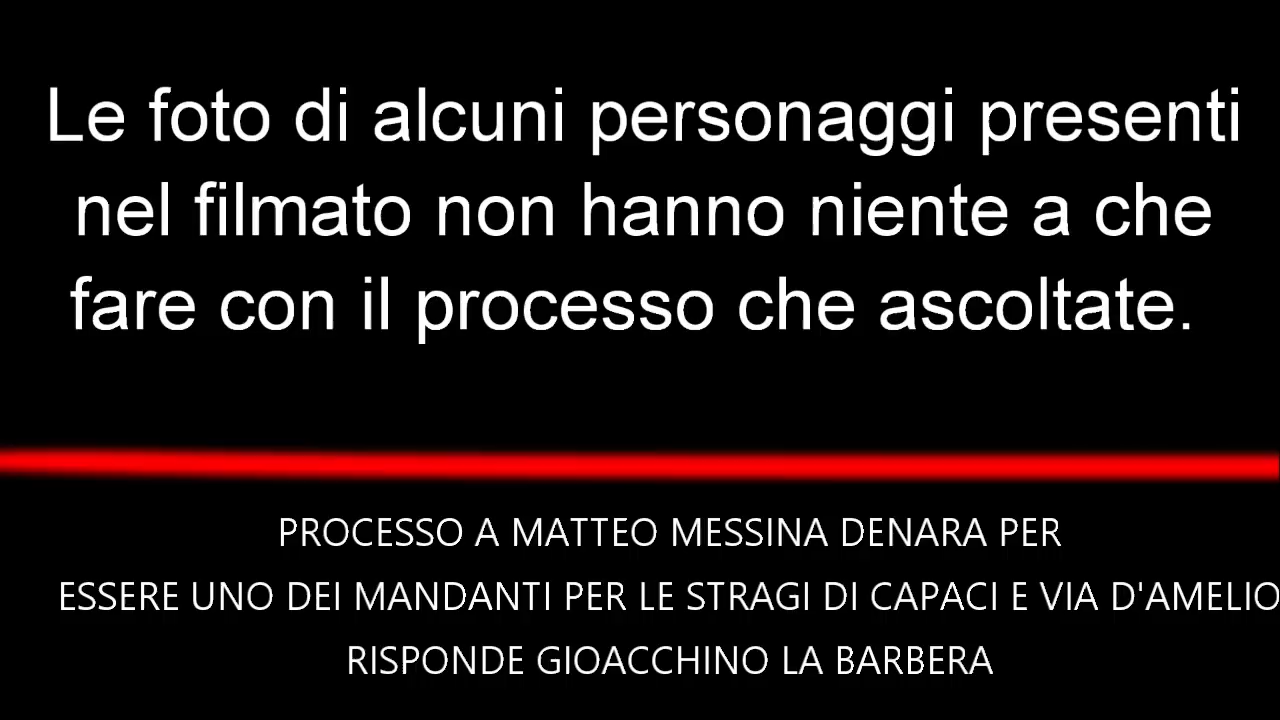 Le foto di alcuni personaggi presenti
nel filmato non hanno niente a che
fare con il processo che ascoltate.
PROCESSO A MATTEO MESSINA DENARA PER
ESSERE UNO DEI MANDANTI PER LE STRAGI DI CAPACI E VIA D'AMELIO
RISPONDE GIOACCHINO LA BARBERA